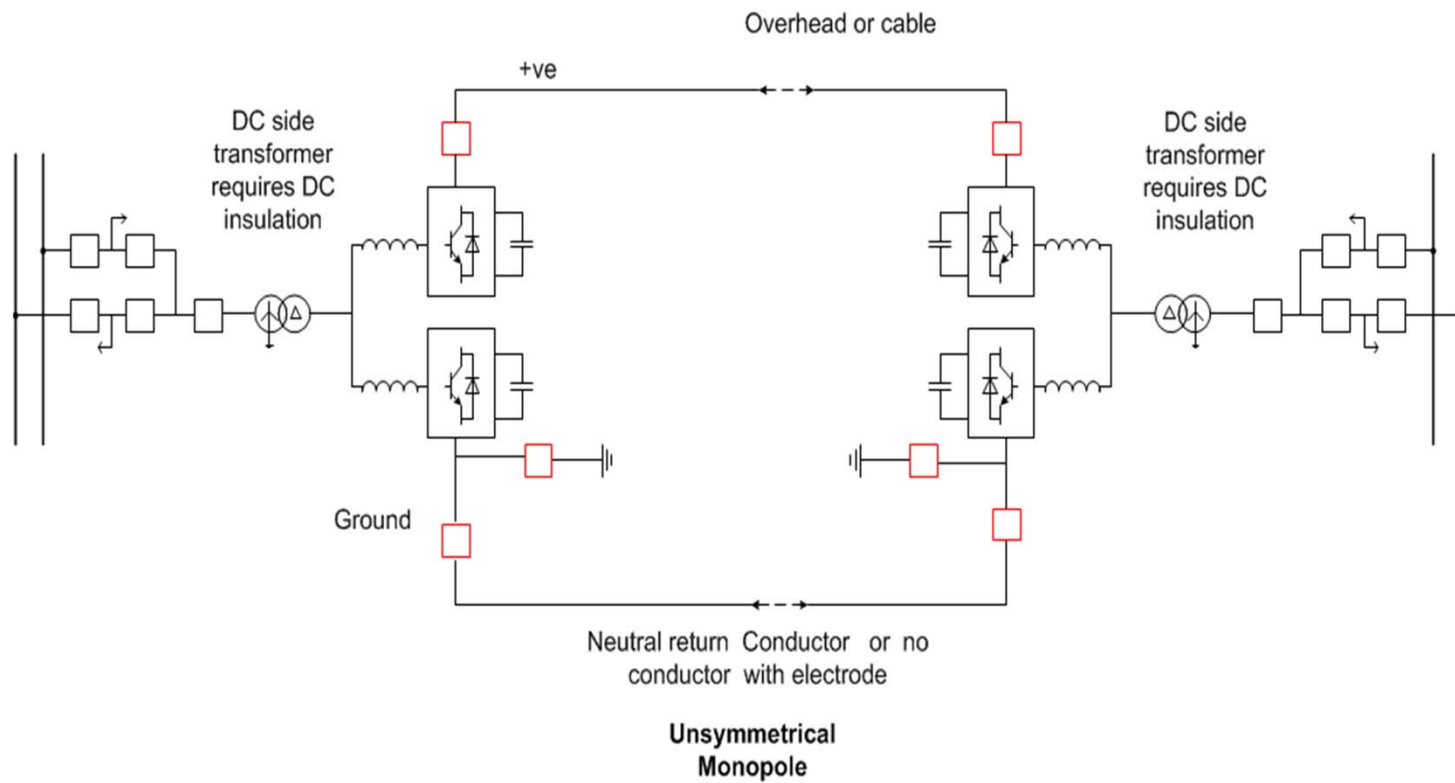 Overhead or cable
+ve
DC side
transformer
requires DC
insulation
DC side
transformer
requires DC
insulation
Ground
Neutral return Conductor or no
conductor with electrode
Unsymmetrical
Monopole